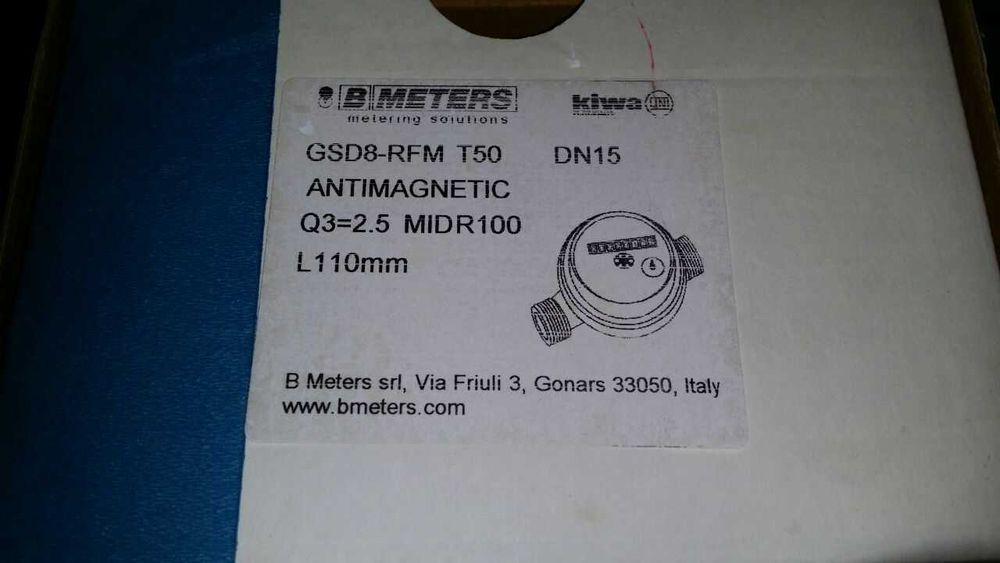 B METERS
metering solutions
kiwa
GSD8-RFM T50 DN15
ANTIMAGNETIC
Q3=2.5 MIDR100
L110mm
B Meters srl, Via Friuli 3, Gonars 33050, Italy
www.bmeters.com